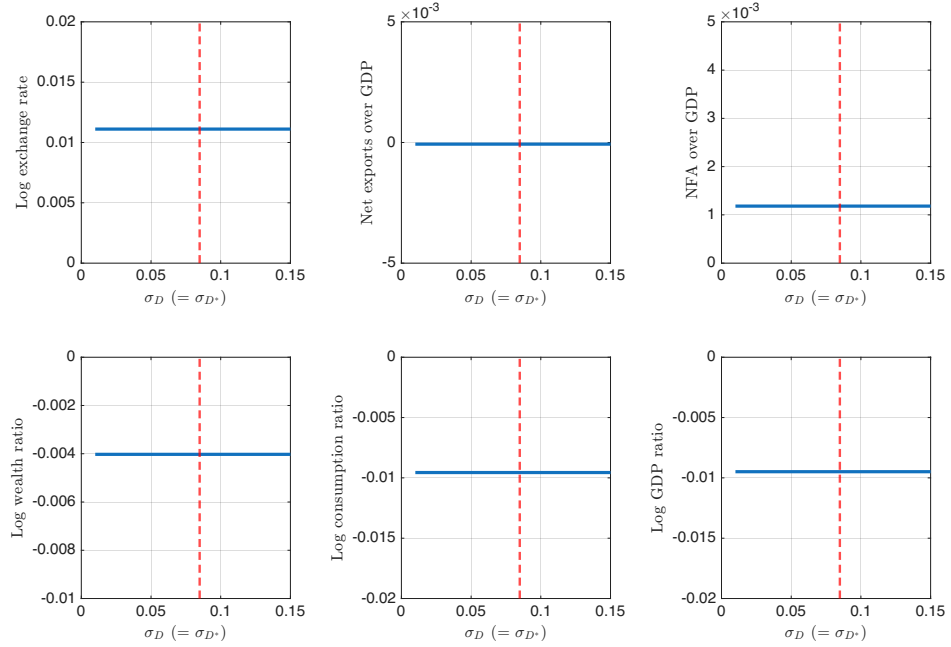 Log exchange rate
0.02
0.015
0.01
0.005
0
0 0.05 0.1 0.15
σ_D (= σ_D*)
Net exports over GDP
5 ×10⁻³
0
-5
0 0.05 0.1 0.15
σ_D (= σ_D*)
NFA over GDP
5 ×10⁻³
4
3
2
1
0
0 0.05 0.1 0.15
σ_D (= σ_D*)
Log wealth ratio
0
-0.002
-0.004
-0.006
-0.008
-0.01
0 0.05 0.1 0.15
σ_D (= σ_D*)
Log consumption ratio
0
-0.005
-0.01
-0.015
-0.02
0 0.05 0.1 0.15
σ_D (= σ_D*)
Log GDP ratio
0
-0.005
-0.01
-0.015
-0.02
0 0.05 0.1 0.15
σ_D (= σ_D*)